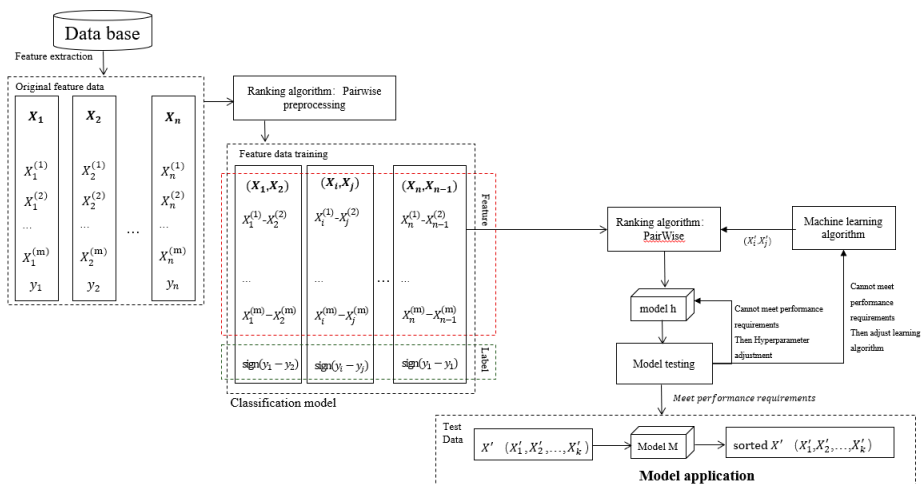 Data base
Feature extraction
Original feature data
X₁ X₂ Xₙ
X₁⁽¹⁾ X₂⁽¹⁾ Xₙ⁽¹⁾
X₁⁽²⁾ X₂⁽²⁾ Xₙ⁽²⁾
... ... ... ...
X₁⁽ᵐ⁾ X₂⁽ᵐ⁾ Xₙ⁽ᵐ⁾
y₁ y₂ yₙ
Ranking algorithm: Pairwise
preprocessing
Feature data training
(X₁,X₂) (Xᵢ,Xⱼ) (Xₙ,Xₙ₋₁)
X₁⁽¹⁾-X₂⁽²⁾ Xᵢ⁽¹⁾-Xⱼ⁽²⁾ Xₙ⁽¹⁾-Xₙ₋₁⁽²⁾
... ... ... ...
X₁⁽ᵐ⁾−X₂⁽ᵐ⁾ Xᵢ⁽ᵐ⁾−Xⱼ⁽ᵐ⁾ Xₙ⁽ᵐ⁾−Xₙ₋₁⁽ᵐ⁾
sign(y₁ − y₂) sign(yᵢ − yⱼ) sign(y₁ − y₁)
Feature
Label
Classification model
Ranking algorithm:
PairWise
(X′ᵢ X′ⱼ)
Machine learning
algorithm
model h
Cannot meet performance
requirements
Then Hyperparameter
adjustment
Cannot meet
performance
requirements
Then adjust learning
algorithm
Model testing
Meet performance requirements
Test
Data
X′ (X′₁,X′₂,...,X′ₖ)
Model M
sorted X′ (X′₁,X′₂,...,X′ₖ)
Model application